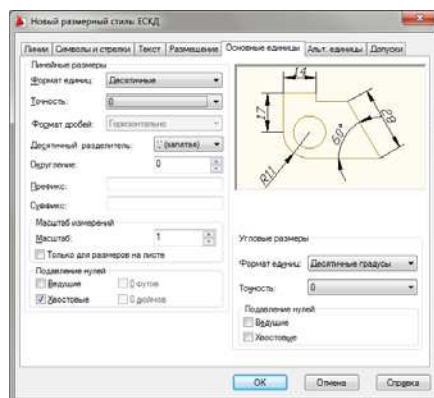 Новый размерный стиль ЕСКД
Линии Символы и стрелки Текст Размещение Основные единицы Альт. единицы Допуски
Линейные размеры
Формат единиц: Десятичные
Точность: 0
Формат дробей: Горизонтально
Десятичный разделитель: ',' (запятая)
Округление: 0
Префикс:
Суффикс:
Масштаб измерений
Масштаб: 1
Только для размеров на листе
Подавление нулей
Ведущие 0 футов
Хвостовые 0 дюймов
14
17
28
60°
R11
Угловые размеры
Формат единиц: Десятичные градусы
Точность: 0
Подавление нулей
Ведущие
Хвостовые
ОК Отмена Справка